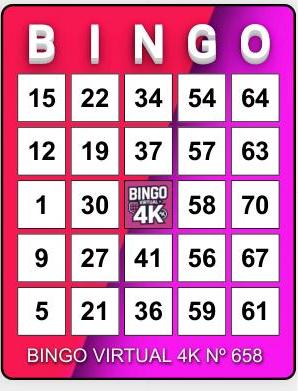 B I N G O
15 22 34 54 64
12 19 37 57 63
1 30 BINGO VIRTUAL 4K 58 70
9 27 41 56 67
5 21 36 59 61
BINGO VIRTUAL 4K Nº 658